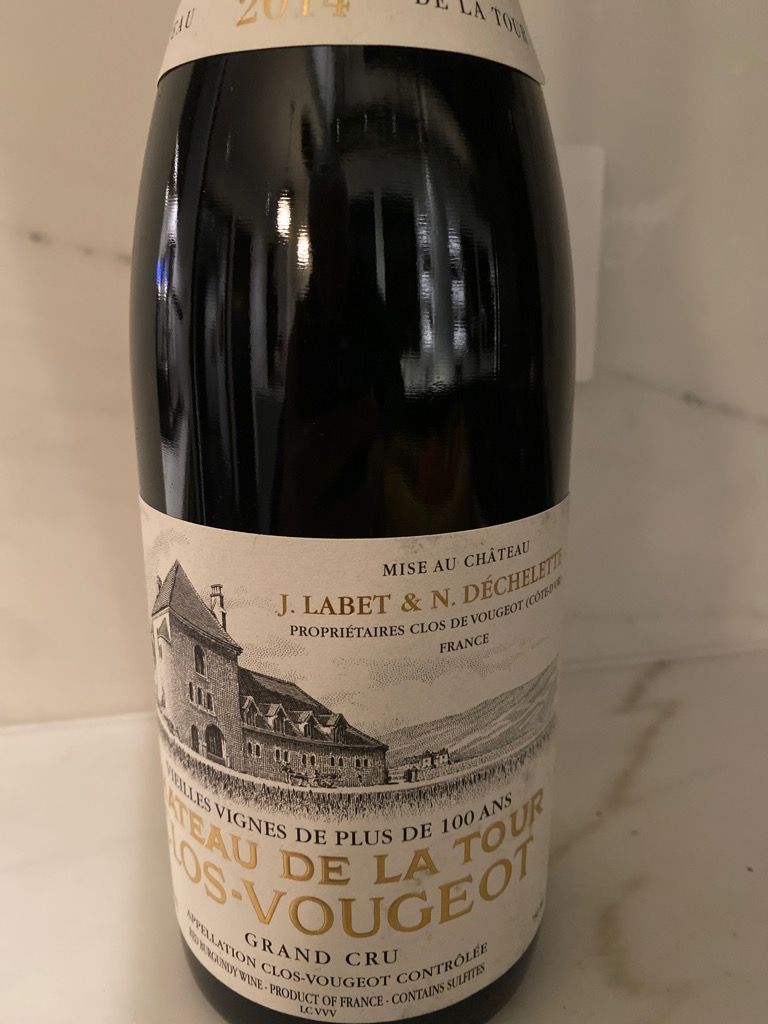 2014
DE LA TOUR
MISE AU CHÂTEAU
J. LABET & N. DÉCHELETTE
PROPRIÉTAIRES CLOS DE VOUGEOT (CÔTE-D'OR)
FRANCE
VIEILLES VIGNES DE PLUS DE 100 ANS
ATEAU DE LA TOUR
LOS-VOUGEOT
GRAND CRU
APPELLATION CLOS-VOUGEOT CONTRÔLÉE
RED BURGUNDY WINE - PRODUCT OF FRANCE - CONTAINS SULFITES
LC VVV